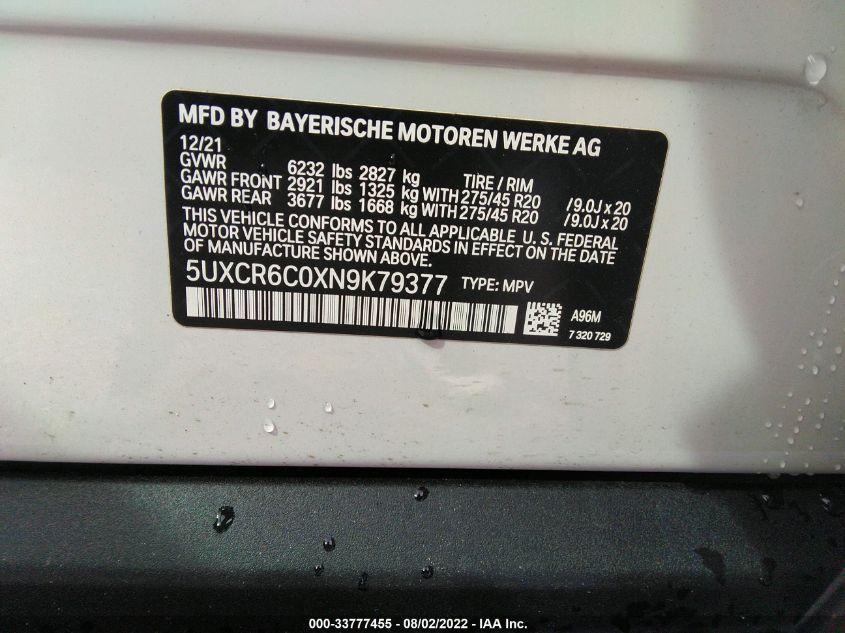 MFD BY BAYERISCHE MOTOREN WERKE AG
12/21
GVWR 6232 lbs 2827 kg TIRE / RIM
GAWR FRONT 2921 lbs 1325 kg WITH 275/45 R20 / 9.0J x 20
GAWR REAR 3677 lbs 1668 kg WITH 275/45 R20 / 9.0J x 20
THIS VEHICLE CONFORMS TO ALL APPLICABLE U. S. FEDERAL
MOTOR VEHICLE SAFETY STANDARDS IN EFFECT ON THE DATE
OF MANUFACTURE SHOWN ABOVE.
5UXCR6C0XN9K79377 TYPE: MPV
A96M
7 320 729
000-33777455 - 08/02/2022 - IAA Inc.